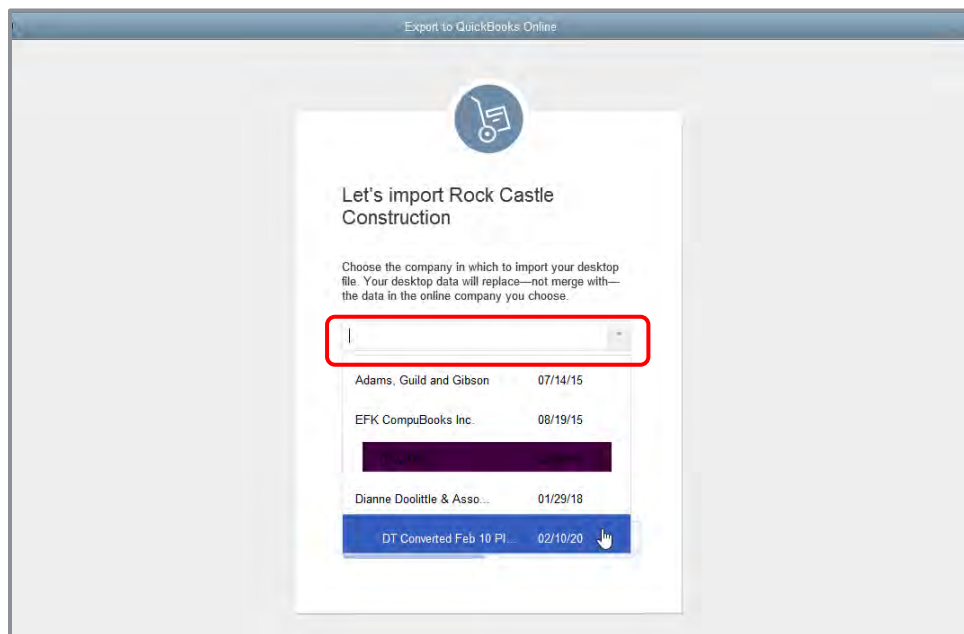 Export to QuickBooks Online
Let's import Rock Castle
Construction
Choose the company in which to import your desktop
file. Your desktop data will replace—not merge with—
the data in the online company you choose.
Adams, Guild and Gibson 07/14/15
EFK CompuBooks Inc. 08/19/15
Dianne Doolittle & Asso... 01/29/18
DT Converted Feb 10 Pl... 02/10/20